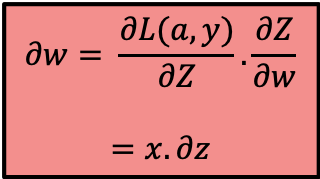 ∂w = ∂L(a, y)/∂Z . ∂Z/∂w
= x. ∂z